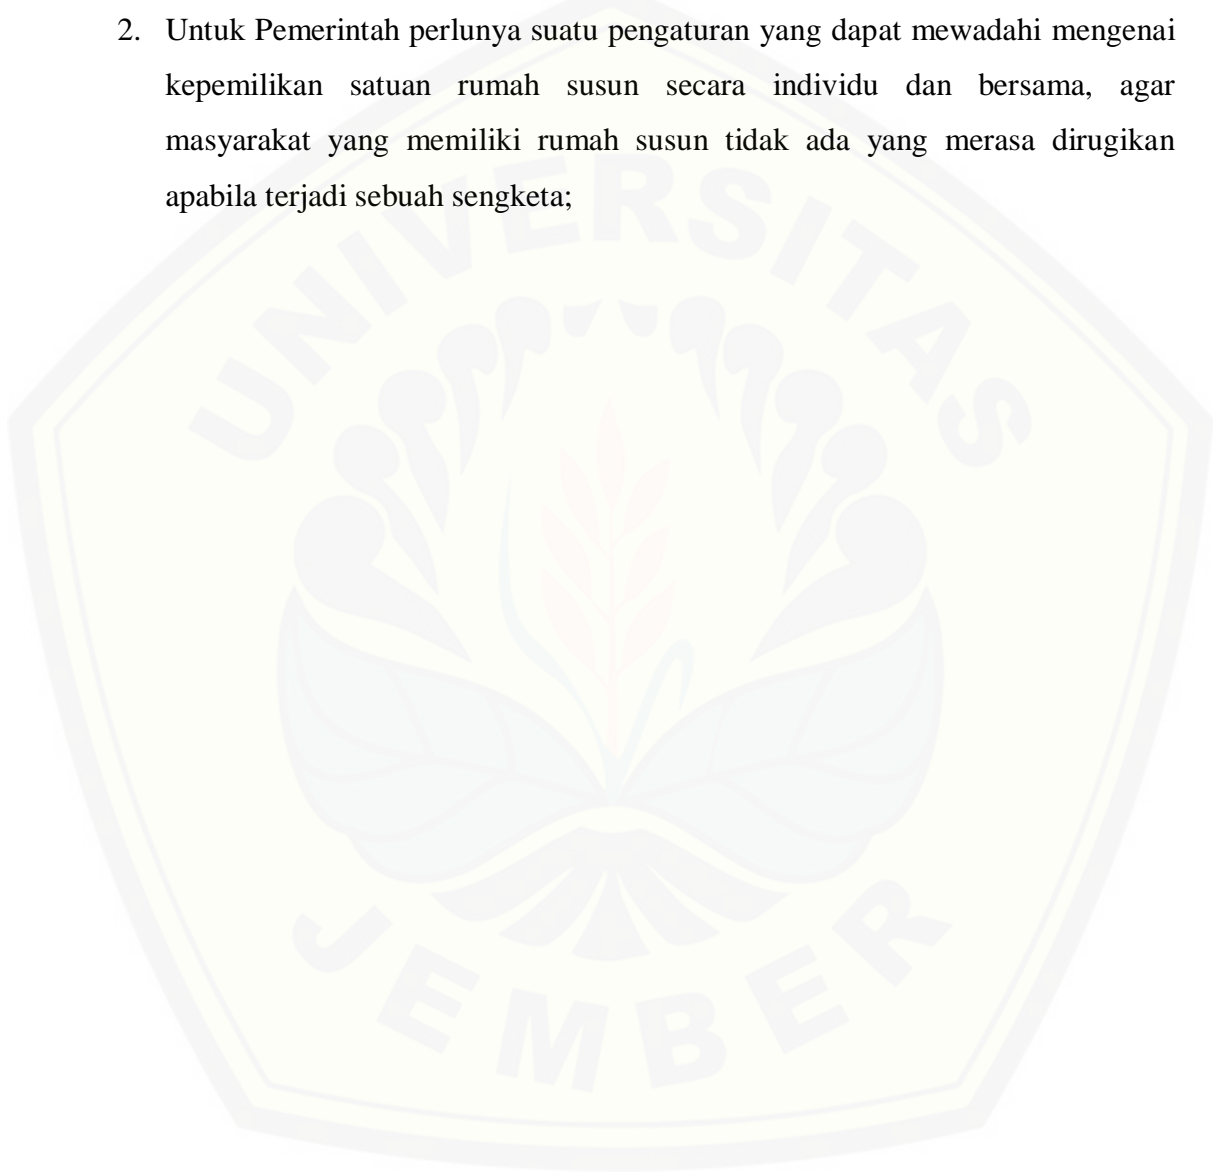 2. Untuk Pemerintah perlunya suatu pengaturan yang dapat mewadahi mengenai
kepemilikan satuan rumah susun secara individu dan bersama, agar
masyarakat yang memiliki rumah susun tidak ada yang merasa dirugikan
apabila terjadi sebuah sengketa;
UNIVERSITAS
JEMBER